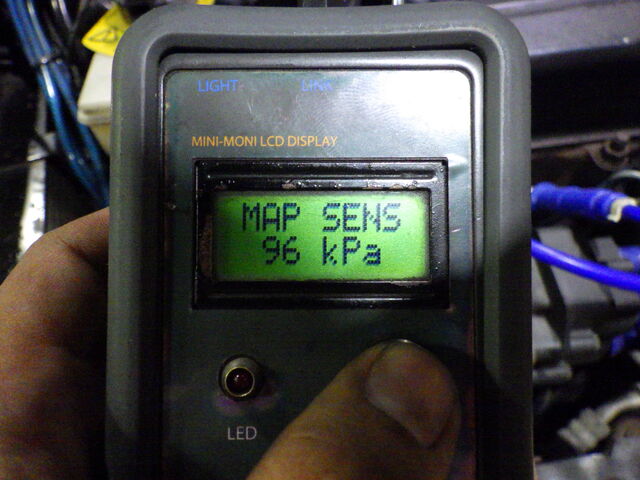 LIGHT LINK
MINI-MONI LCD DISPLAY
MAP SENS
96 kPa
LED